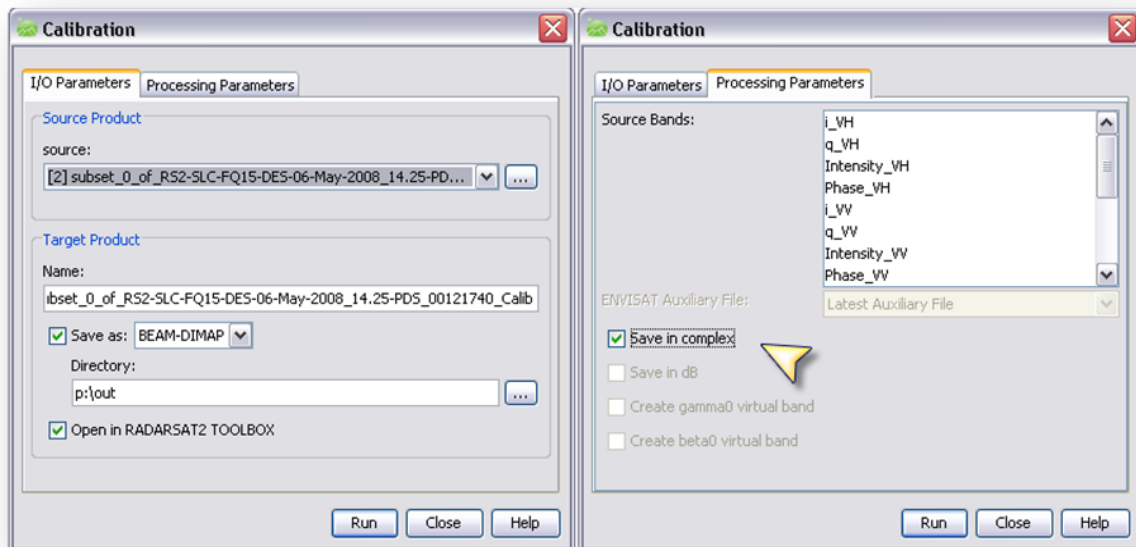 Calibration
I/O Parameters
Processing Parameters
Source Product
source:
[2] subset_0_of_RS2-SLC-FQ15-DES-06-May-2008_14.25-PD...
...
Target Product
Name:
ıbset_0_of_RS2-SLC-FQ15-DES-06-May-2008_14.25-PDS_00121740_Calib
Save as:
BEAM-DIMAP
Directory:
p:\out
...
Open in RADARSAT2 TOOLBOX
Run
Close
Help
Calibration
I/O Parameters
Processing Parameters
Source Bands:
i_VH
q_VH
Intensity_VH
Phase_VH
i_VV
q_VV
Intensity_VV
Phase_VV
ENVISAT Auxiliary File:
Latest Auxiliary File
Save in complex
Save in dB
Create gamma0 virtual band
Create beta0 virtual band
Run
Close
Help